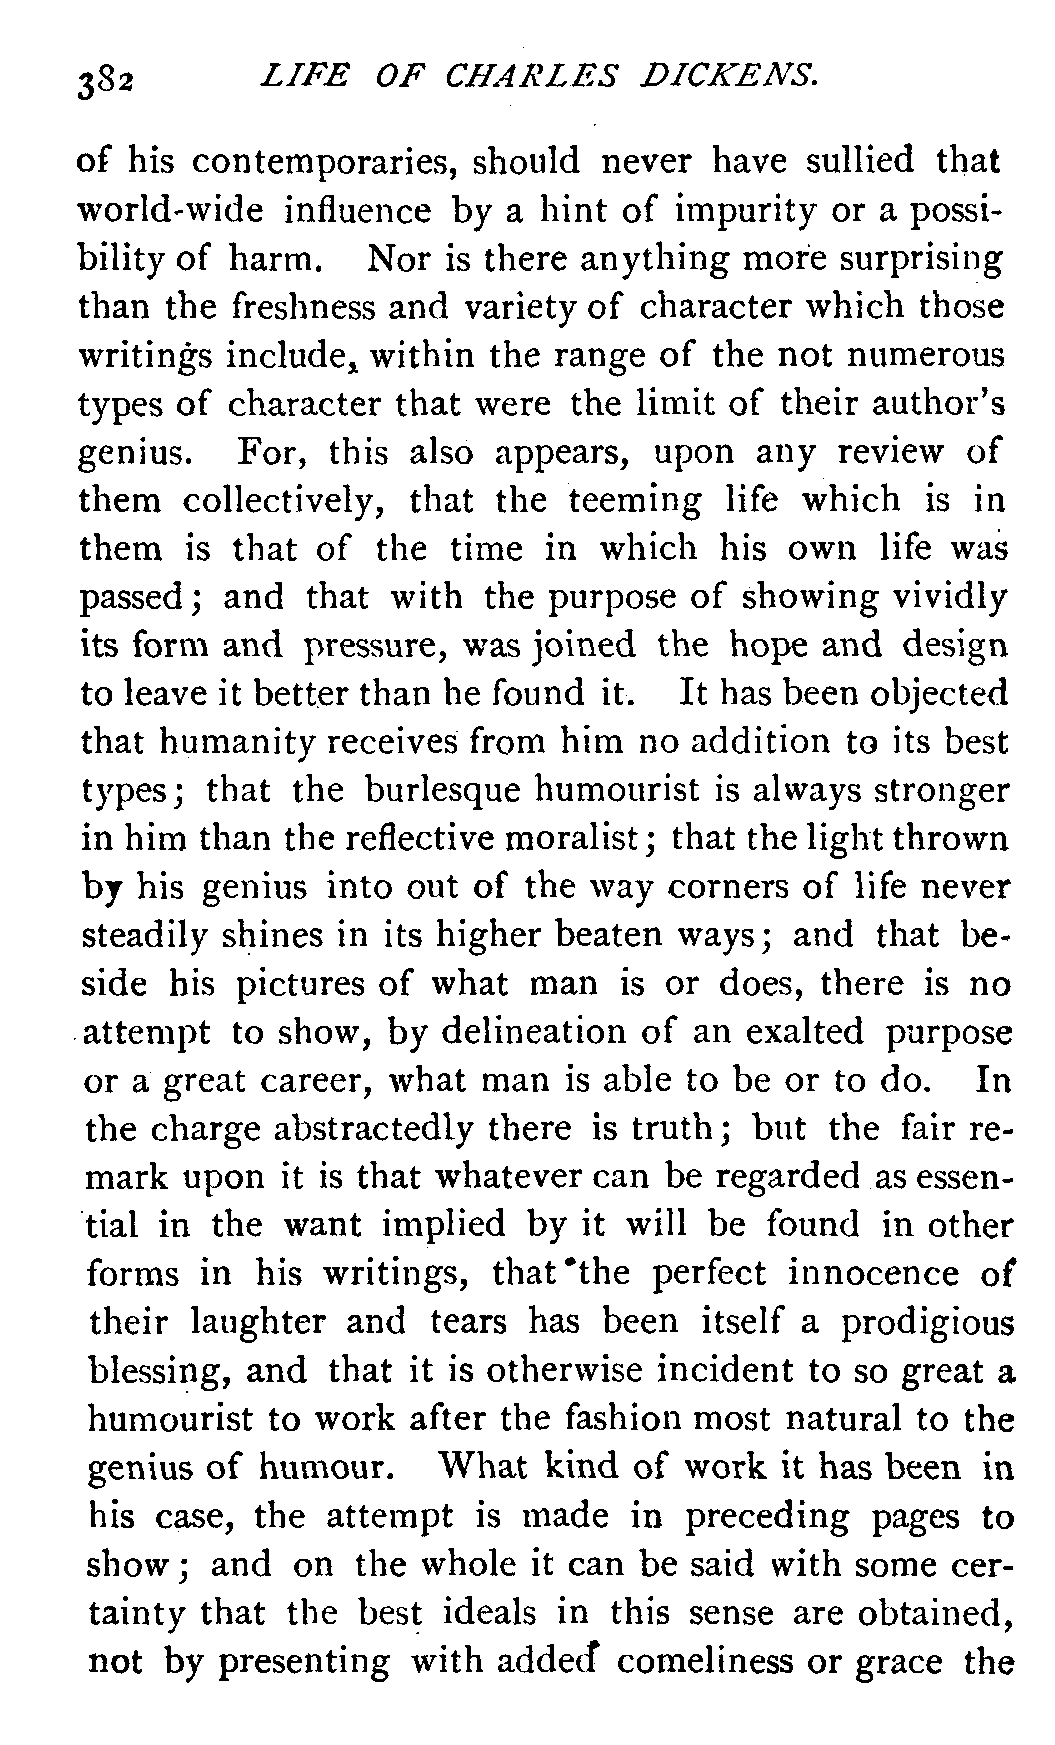 382 LIFE OF CHARLES DICKENS.
of his contemporaries, should never have sullied that
world-wide influence by a hint of impurity or a possi-
bility of harm. Nor is there anything more surprising
than the freshness and variety of character which those
writings include, within the range of the not numerous
types of character that were the limit of their author's
genius. For, this also appears, upon any review of
them collectively, that the teeming life which is in
them is that of the time in which his own life was
passed; and that with the purpose of showing vividly
its form and pressure, was joined the hope and design
to leave it better than he found it. It has been objected
that humanity receives from him no addition to its best
types; that the burlesque humourist is always stronger
in him than the reflective moralist; that the light thrown
by his genius into out of the way corners of life never
steadily shines in its higher beaten ways; and that be-
side his pictures of what man is or does, there is no
attempt to show, by delineation of an exalted purpose
or a great career, what man is able to be or to do. In
the charge abstractedly there is truth; but the fair re-
mark upon it is that whatever can be regarded as essen-
tial in the want implied by it will be found in other
forms in his writings, that the perfect innocence of
their laughter and tears has been itself a prodigious
blessing, and that it is otherwise incident to so great a
humourist to work after the fashion most natural to the
genius of humour. What kind of work it has been in
his case, the attempt is made in preceding pages to
show; and on the whole it can be said with some cer-
tainty that the best ideals in this sense are obtained,
not by presenting with added comeliness or grace the